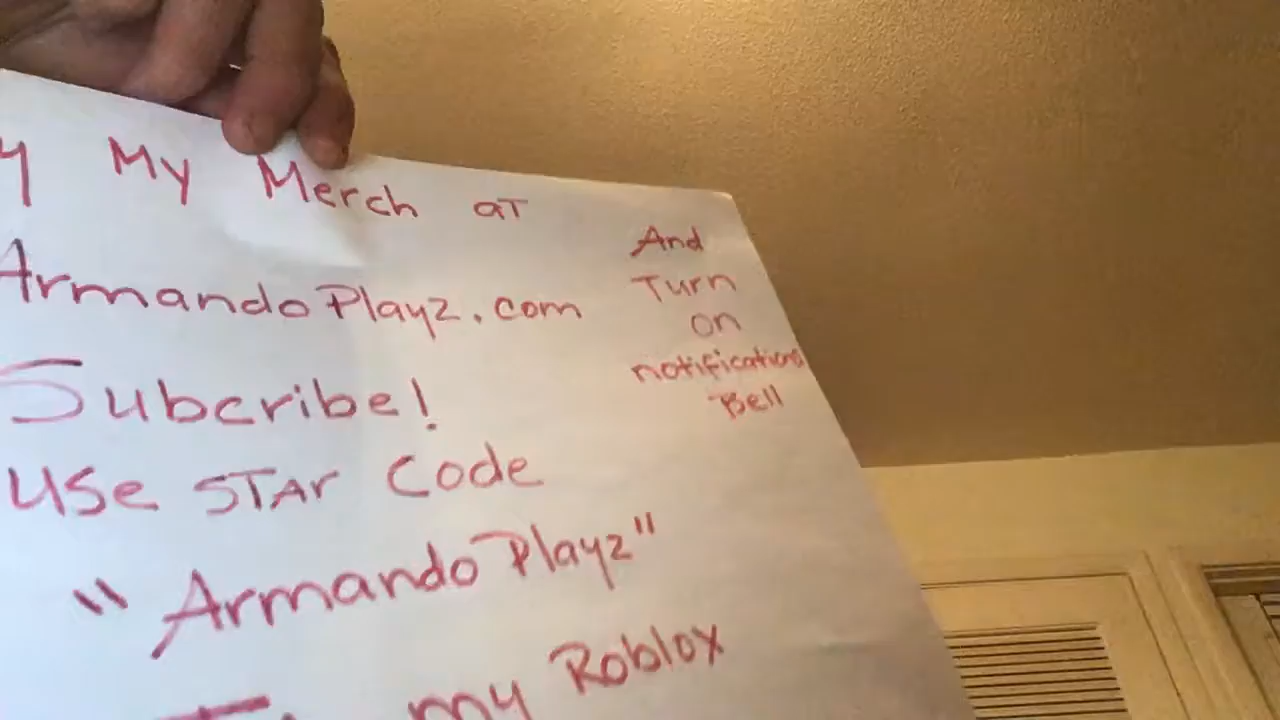 My Merch at
ArmandoPlayz.com
Subcribe!
Use Star Code
"ArmandoPlayz"
my Roblox
And
Turn
on
notifications
Bell